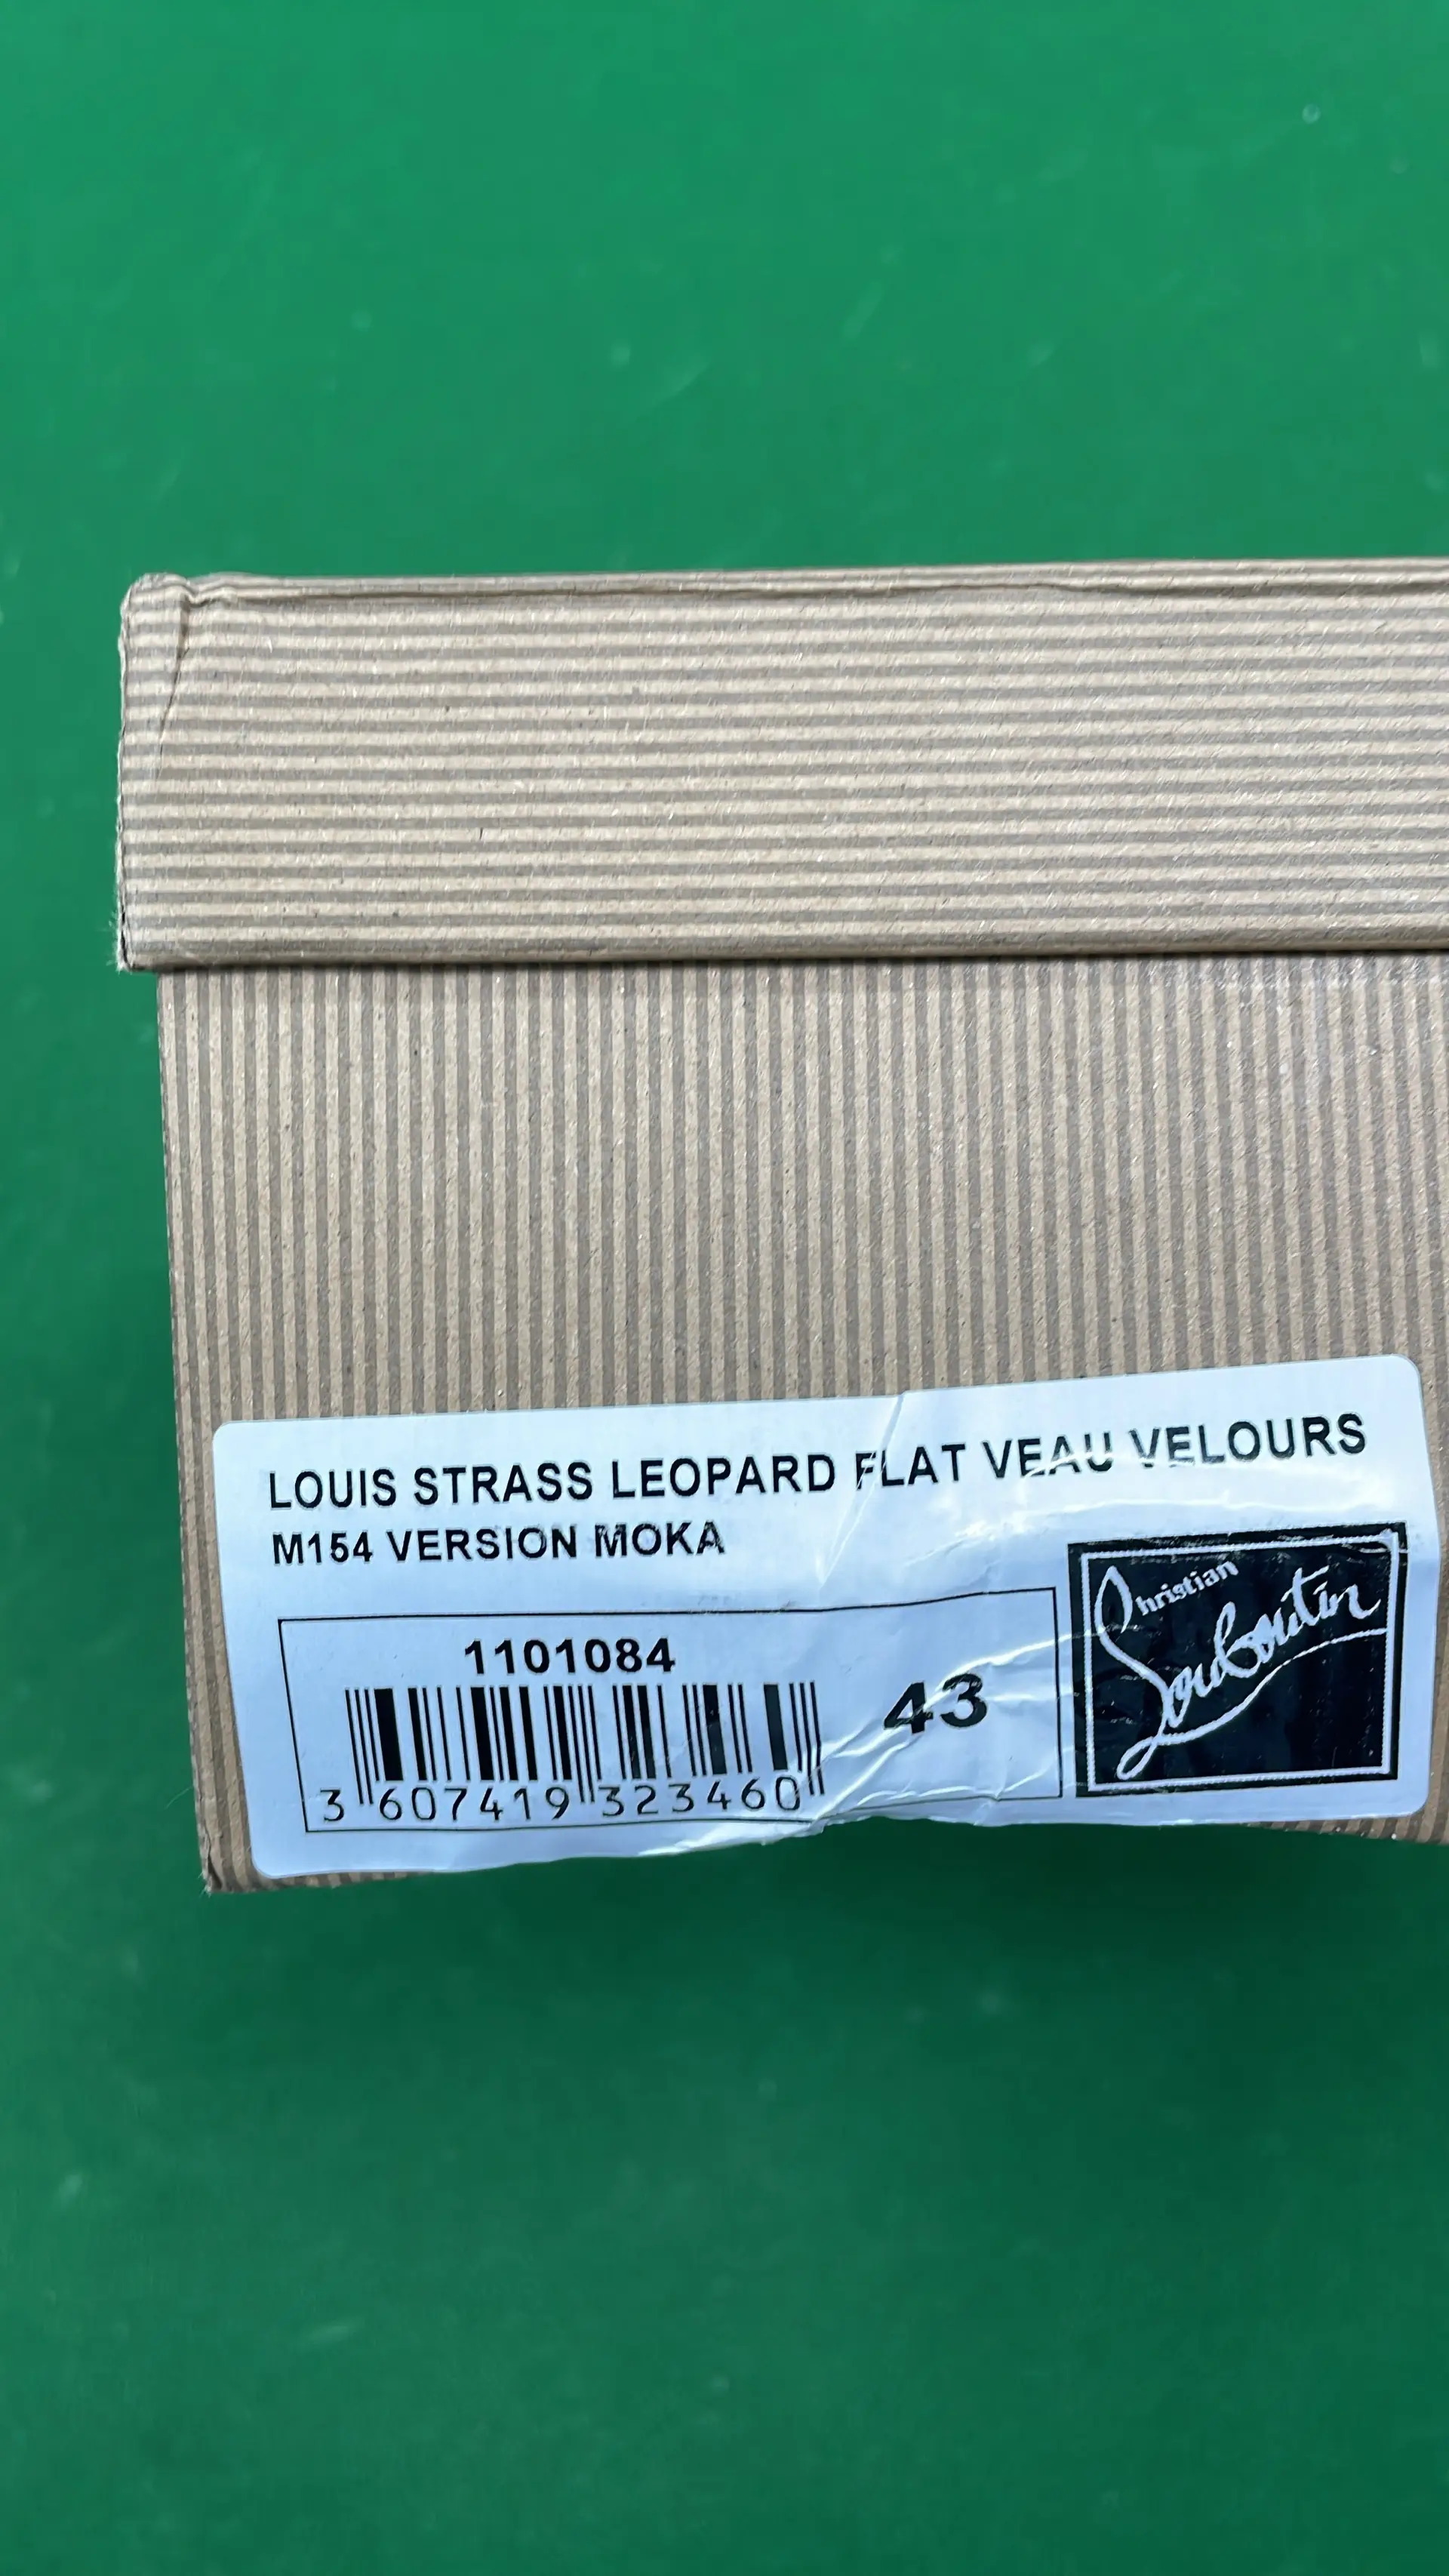 LOUIS STRASS LEOPARD FLAT VEAU VELOURS
M154 VERSION MOKA
1101084
43
3 607419 323460
Christian
Louboutin